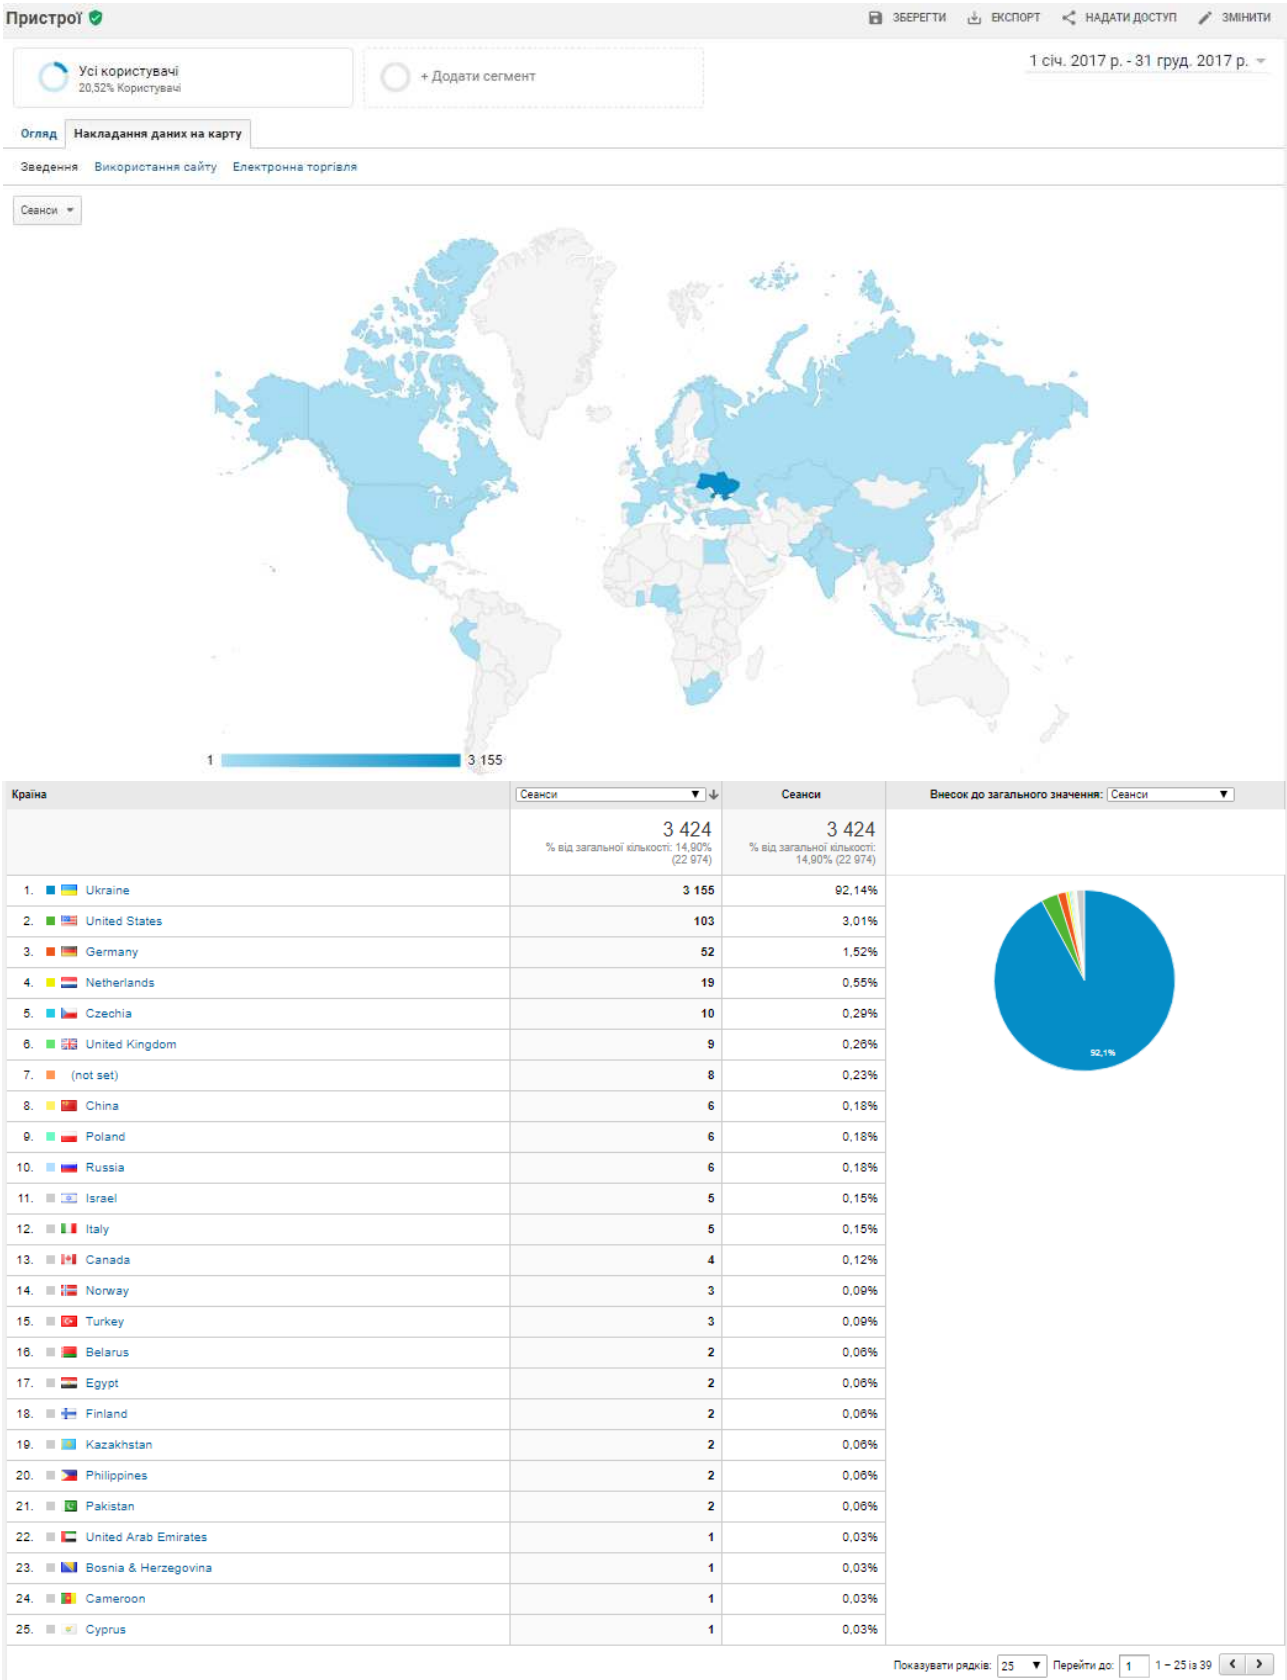 Пристрої
ЗБЕРЕГТИ ЕКСПОРТ НАДАТИ ДОСТУП ЗМІНИТИ
Усі користувачі
20,52% Користувачі
+ Додати сегмент
1 січ. 2017 р. - 31 груд. 2017 р.
Огляд Накладання даних на карту
Зведення Використання сайту Електронна торгівля
Сеанси
1 3 155
Країна Сеанси Сеанси Внесок до загального значення: Сеанси
3 424 3 424
% від загальної кількості: 14,90% % від загальної кількості:
(22 974) 14,90% (22 974)
1. Ukraine 3 155 92,14%
2. United States 103 3,01%
3. Germany 52 1,52%
4. Netherlands 19 0,55%
5. Czechia 10 0,29%
6. United Kingdom 9 0,26%
92,1%
7. (not set) 8 0,23%
8. China 6 0,18%
9. Poland 6 0,18%
10. Russia 6 0,18%
11. Israel 5 0,15%
12. Italy 5 0,15%
13. Canada 4 0,12%
14. Norway 3 0,09%
15. Turkey 3 0,09%
16. Belarus 2 0,06%
17. Egypt 2 0,06%
18. Finland 2 0,06%
19. Kazakhstan 2 0,06%
20. Philippines 2 0,06%
21. Pakistan 2 0,06%
22. United Arab Emirates 1 0,03%
23. Bosnia & Herzegovina 1 0,03%
24. Cameroon 1 0,03%
25. Cyprus 1 0,03%
Показувати рядків: 25 Перейти до: 1 1 – 25 із 39